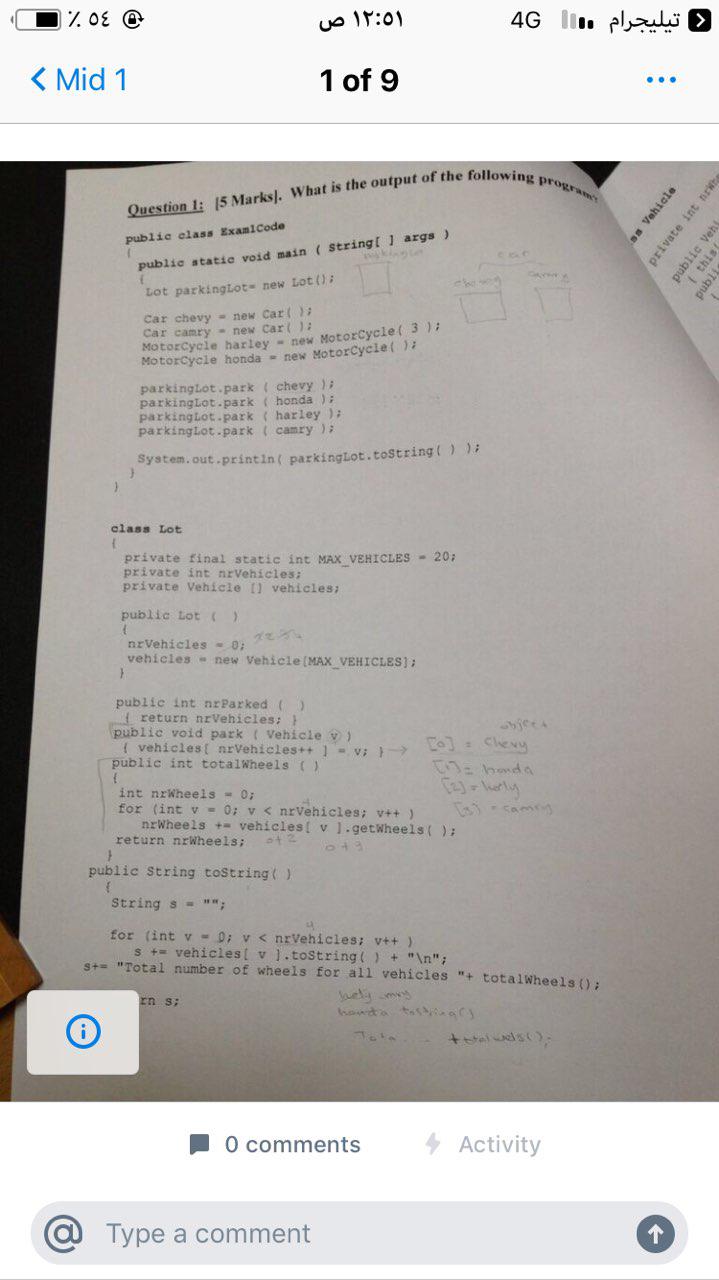 ٪ ٥٤
١٢:٥١ ص
4G
تيليجرام
Mid 1
1 of 9
Question 1: [5 Marks]. What is the output of the following program?
public class Exam1Code
{
public static void main ( String[ ] args )
{
Lot parkingLot= new Lot();
Car chevy = new Car( );
Car camry = new Car( );
MotorCycle harley = new MotorCycle( 3 );
MotorCycle honda = new MotorCycle( );
parkingLot.park ( chevy );
parkingLot.park ( honda );
parkingLot.park ( harley );
parkingLot.park ( camry );
System.out.println( parkingLot.toString( ) );
}
}
car
chevy camry
ss Vehicle
private int nrWhe
public Vehi
{ this
publi
class Lot
{
private final static int MAX_VEHICLES = 20;
private int nrVehicles;
private Vehicle [] vehicles;
public Lot ( )
{
nrVehicles = 0;
vehicles = new Vehicle[MAX_VEHICLES];
}
public int nrParked ( )
{ return nrVehicles; }
public void park ( Vehicle v )
{ vehicles[ nrVehicles++ ] = v; }
object
[0] = Chevy
[1] = honda
[2] = herly
[3] = camry
public int totalWheels ( )
{
int nrWheels = 0;
for (int v = 0; v < nrVehicles; v++ )
nrWheels += vehicles[ v ].getWheels( );
return nrWheels;
0+2
0+3
}
public String toString( )
{
String s = "";
4
for (int v = 0; v < nrVehicles; v++ )
s += vehicles[ v ].toString( ) + "\n";
s+= "Total number of wheels for all vehicles "+ totalWheels();
rn s;
honda toString()
0 comments
Activity
Type a comment